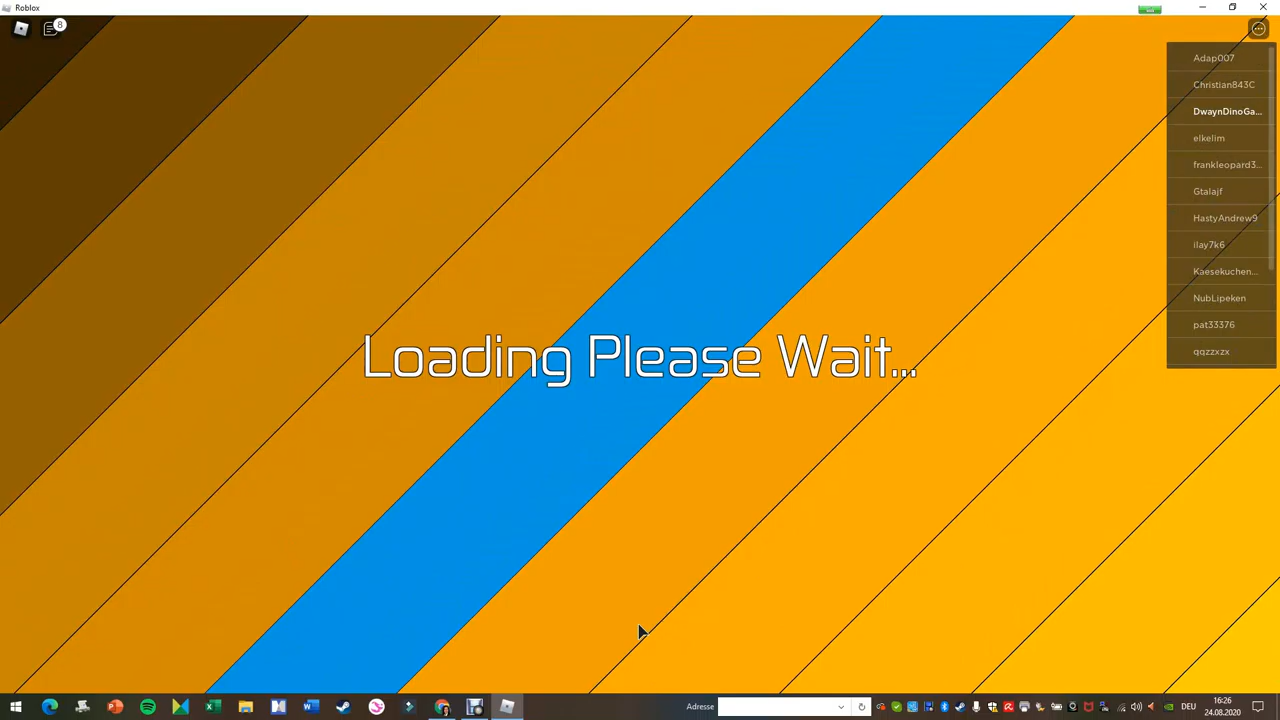 Roblox
8
Adap007
Christian843C
DwaynDinoGa...
elkelim
frankleopard3...
Gtalajf
HastyAndrew9
ilay7k6
Kaesekuchen...
NubLipeken
pat33376
qqzzxzx
Loading Please Wait...
Adresse
DEU
16:26
24.08.2020